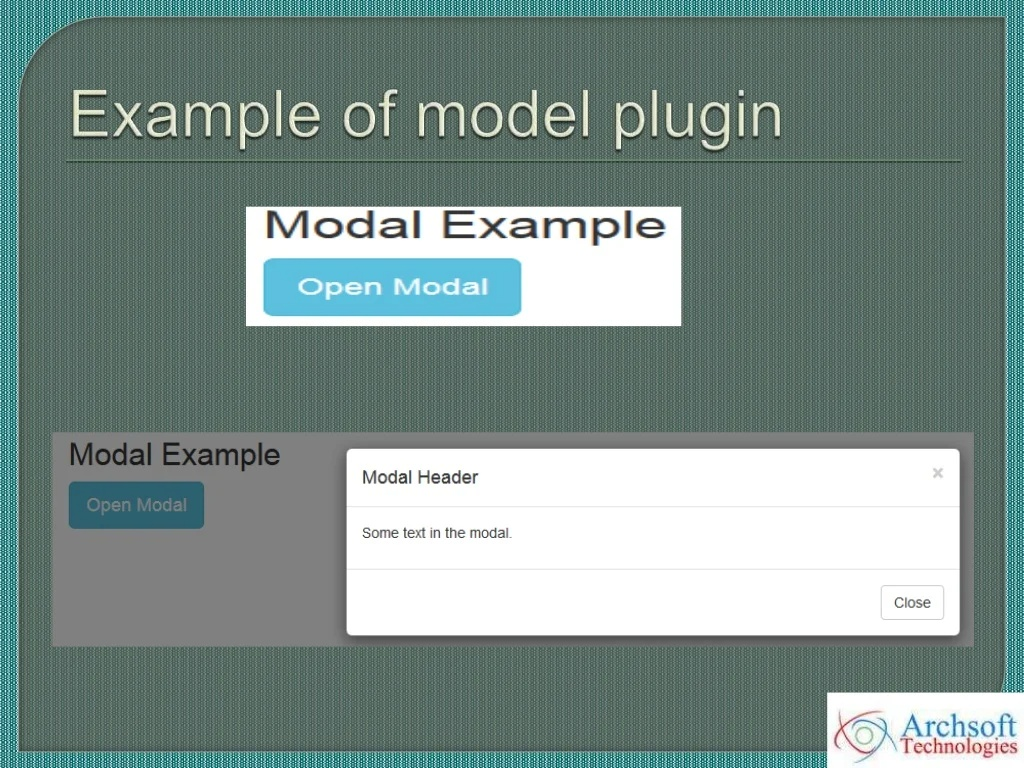 Example of model plugin
Modal Example
Open Modal
Modal Example
Open Modal
Modal Header
×
Some text in the modal.
Close
Archsoft
Technologies